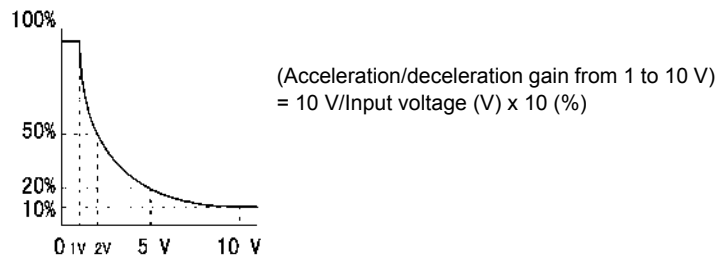 100%
(Acceleration/deceleration gain from 1 to 10 V)
= 10 V/Input voltage (V) x 10 (%)
50%
20%
10%
0 1V 2V 5 V 10 V